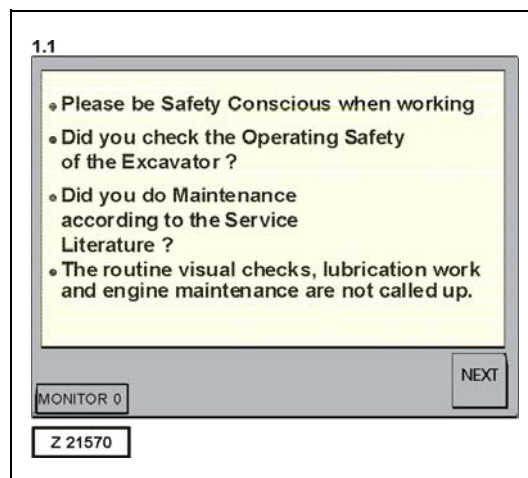 1.1
Please be Safety Conscious when working
Did you check the Operating Safety
of the Excavator ?
Did you do Maintenance
according to the Service
Literature ?
The routine visual checks, lubrication work
and engine maintenance are not called up.
NEXT
MONITOR 0
Z 21570